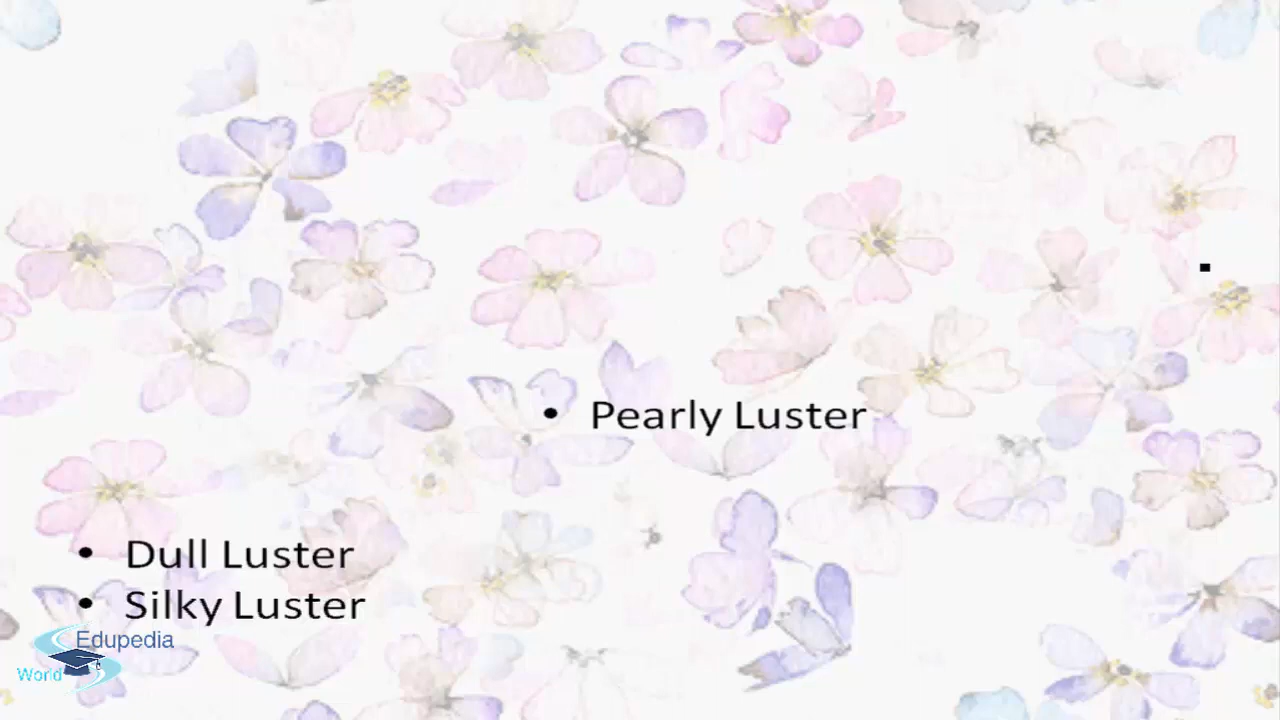 • Pearly Luster
• Dull Luster
• Silky Luster
Edupedia
World